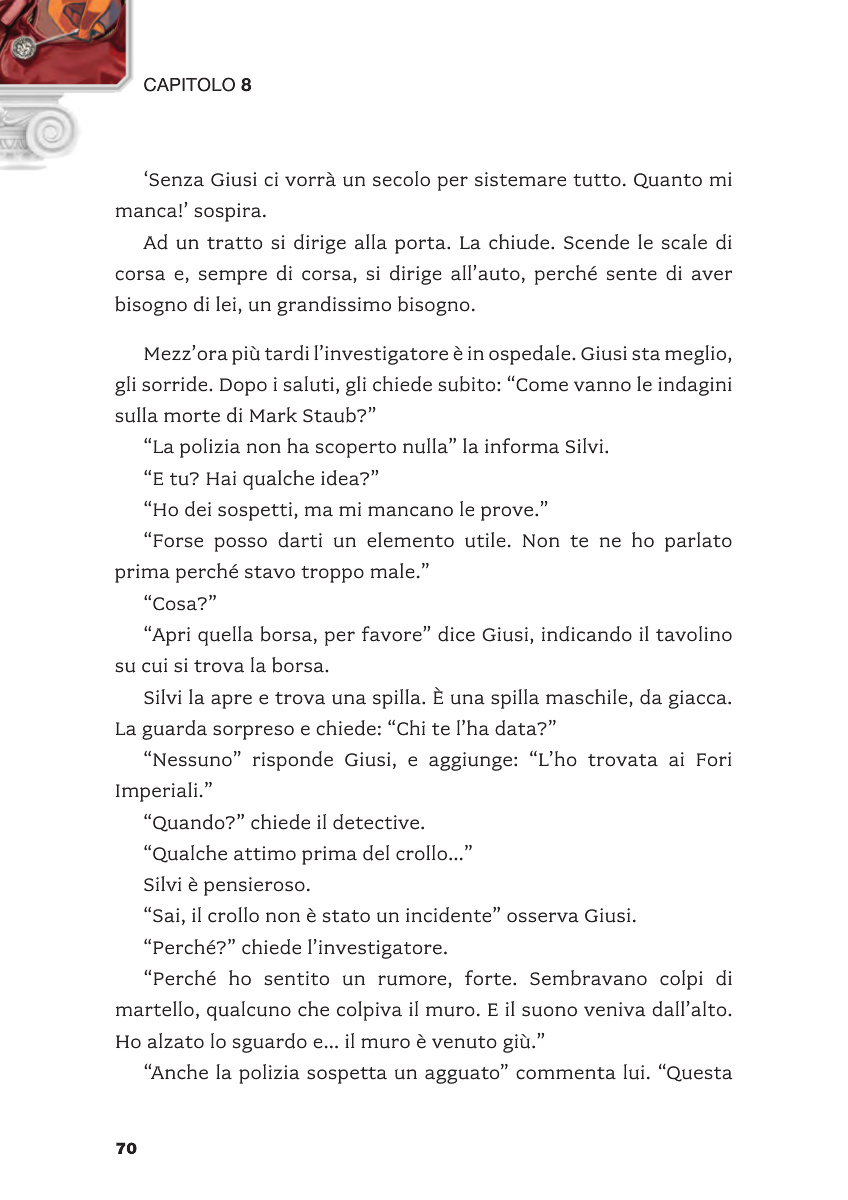 CAPITOLO 8
‘Senza Giusi ci vorrà un secolo per sistemare tutto. Quanto mi
manca!’ sospira.
Ad un tratto si dirige alla porta. La chiude. Scende le scale di
corsa e, sempre di corsa, si dirige all’auto, perché sente di aver
bisogno di lei, un grandissimo bisogno.
Mezz’ora più tardi l’investigatore è in ospedale. Giusi sta meglio,
gli sorride. Dopo i saluti, gli chiede subito: “Come vanno le indagini
sulla morte di Mark Staub?”
“La polizia non ha scoperto nulla” la informa Silvi.
“E tu? Hai qualche idea?”
“Ho dei sospetti, ma mi mancano le prove.”
“Forse posso darti un elemento utile. Non te ne ho parlato
prima perché stavo troppo male.”
“Cosa?”
“Apri quella borsa, per favore” dice Giusi, indicando il tavolino
su cui si trova la borsa.
Silvi la apre e trova una spilla. È una spilla maschile, da giacca.
La guarda sorpreso e chiede: “Chi te l’ha data?”
“Nessuno” risponde Giusi, e aggiunge: “L’ho trovata ai Fori
Imperiali.”
“Quando?” chiede il detective.
“Qualche attimo prima del crollo...”
Silvi è pensieroso.
“Sai, il crollo non è stato un incidente” osserva Giusi.
“Perché?” chiede l’investigatore.
“Perché ho sentito un rumore, forte. Sembravano colpi di
martello, qualcuno che colpiva il muro. E il suono veniva dall’alto.
Ho alzato lo sguardo e... il muro è venuto giù.”
“Anche la polizia sospetta un agguato” commenta lui. “Questa
70